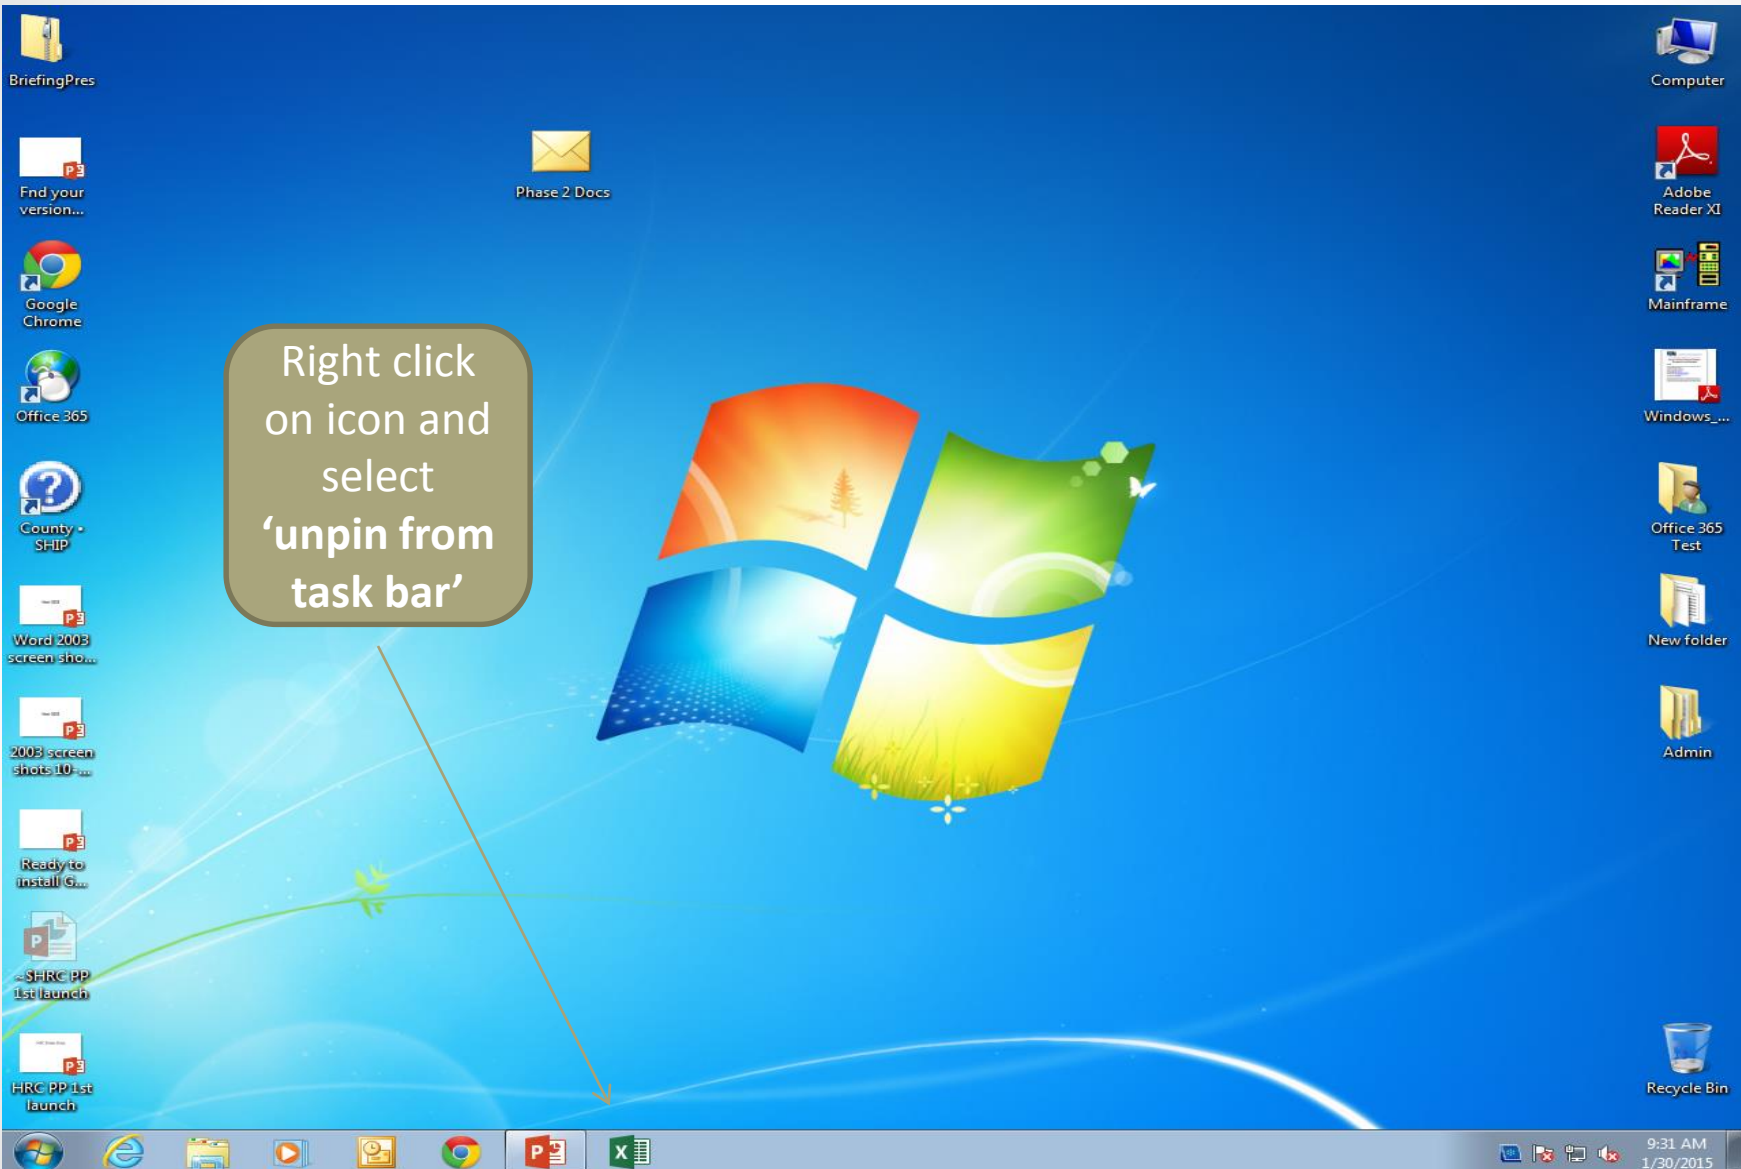 BriefingPres
Fnd your
version...
Google
Chrome
Office 365
County -
SHIP
Word 2003
screen sho...
2003 screen
shots 10-...
Ready to
install G...
~SHRC PP
1st launch
HRC PP 1st
launch
Phase 2 Docs
Right click
on icon and
select
‘unpin from
task bar’
Computer
Adobe
Reader XI
Mainframe
Windows_...
Office 365
Test
New folder
Admin
Recycle Bin
9:31 AM
1/30/2015